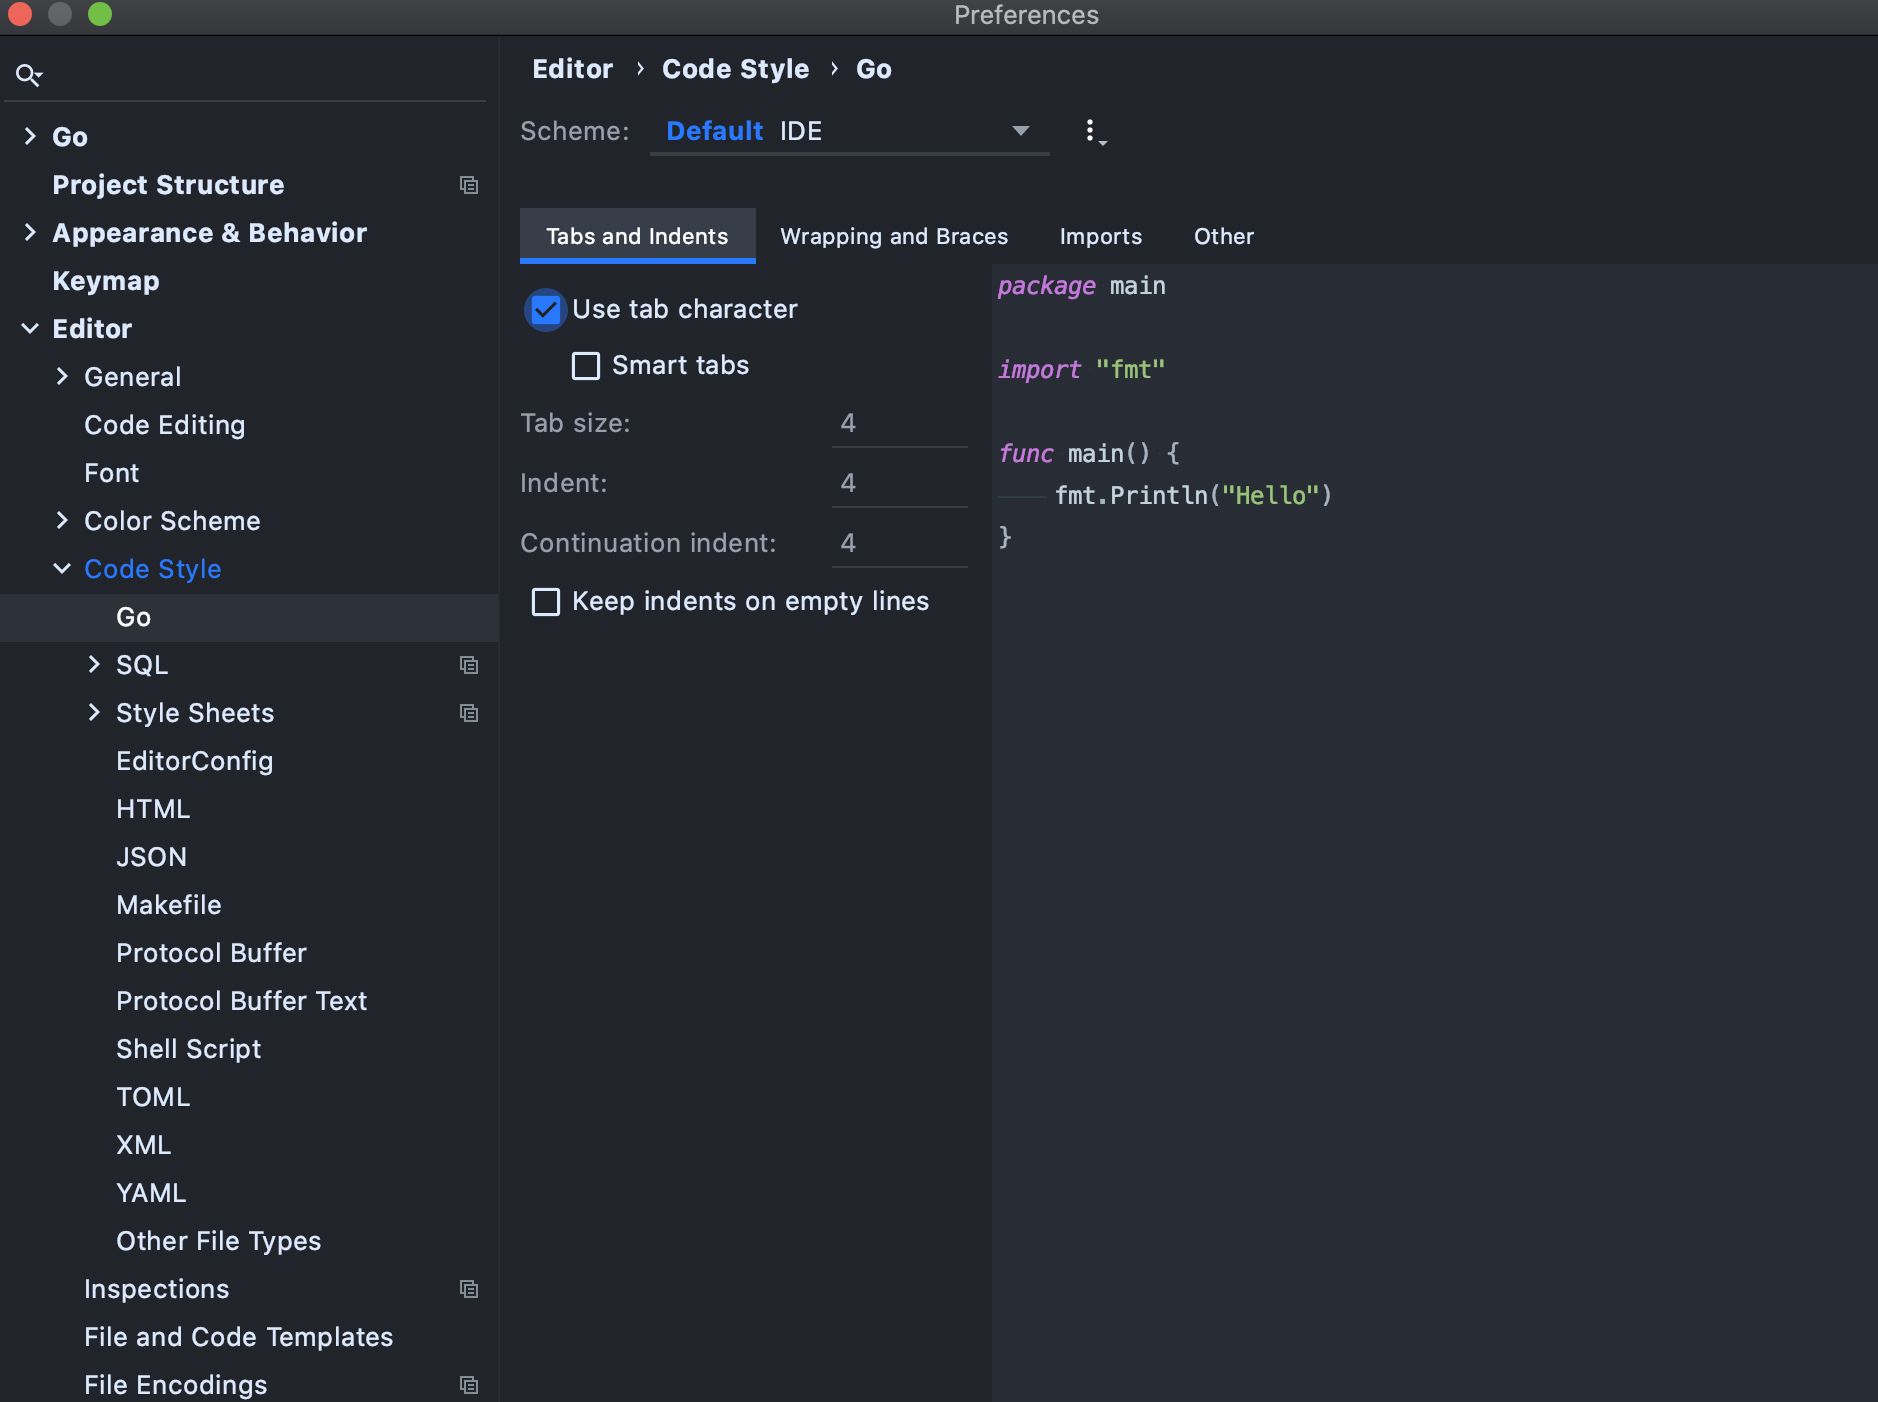 Preferences
Go
Project Structure
Appearance & Behavior
Keymap
Editor
General
Code Editing
Font
Color Scheme
Code Style
Go
SQL
Style Sheets
EditorConfig
HTML
JSON
Makefile
Protocol Buffer
Protocol Buffer Text
Shell Script
TOML
XML
YAML
Other File Types
Inspections
File and Code Templates
File Encodings
Editor › Code Style › Go
Scheme: Default IDE
Tabs and Indents Wrapping and Braces Imports Other
Use tab character
Smart tabs
Tab size: 4
Indent: 4
Continuation indent: 4
Keep indents on empty lines
package main
import "fmt"
func main() {
fmt.Println("Hello")
}